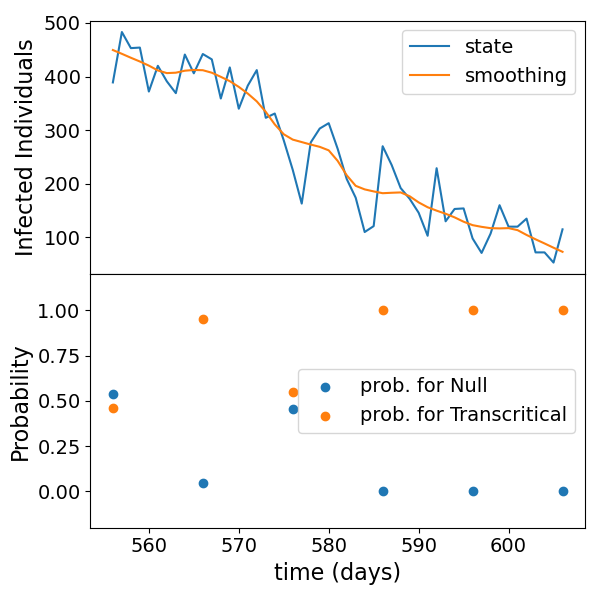 500
400
300
200
100
Infected Individuals
state
smoothing
1.00
0.75
0.50
0.25
0.00
Probability
prob. for Null
prob. for Transcritical
560 570 580 590 600
time (days)